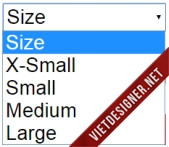 Size
Size
X-Small
Small
Medium
Large
VIETDESIGNER.NET